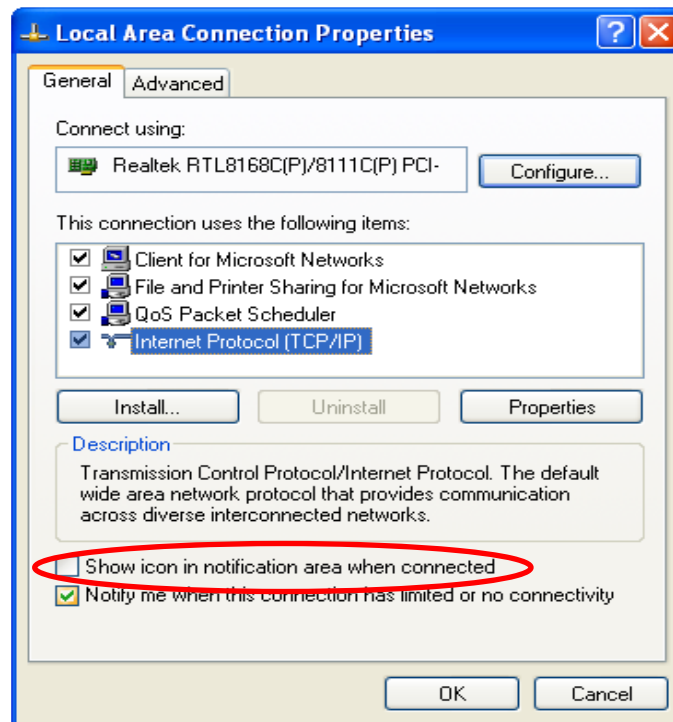 Local Area Connection Properties
General
Advanced
Connect using:
Realtek RTL8168C(P)/8111C(P) PCI-
Configure...
This connection uses the following items:
Client for Microsoft Networks
File and Printer Sharing for Microsoft Networks
QoS Packet Scheduler
Internet Protocol (TCP/IP)
Install...
Uninstall
Properties
Description
Transmission Control Protocol/Internet Protocol. The default
wide area network protocol that provides communication
across diverse interconnected networks.
Show icon in notification area when connected
Notify me when this connection has limited or no connectivity
OK
Cancel